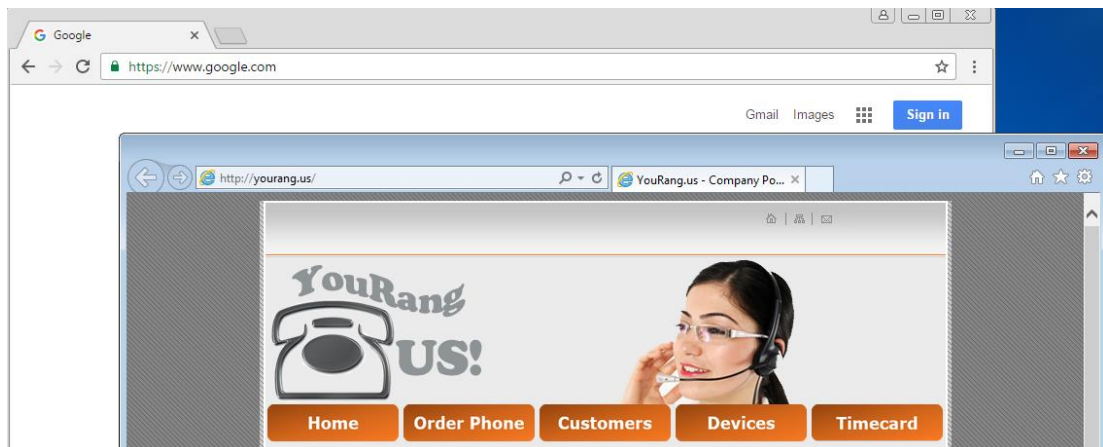 Google
https://www.google.com
Gmail Images Sign in
http://yourang.us/ YouRang.us - Company Po...
YouRang
US!
Home Order Phone Customers Devices Timecard